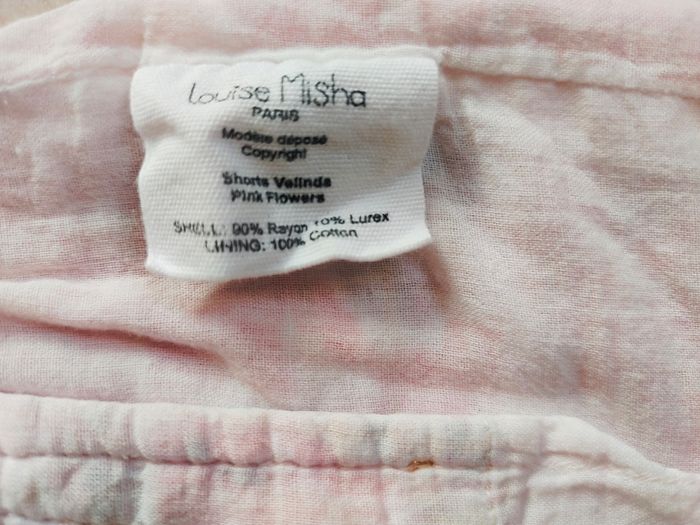 Louise Misha
PARIS
Modèle déposé
Copyright
Shorts Velinda
Pink Flowers
SHELL: 90% Rayon 10% Lurex
LINING: 100% Cotton